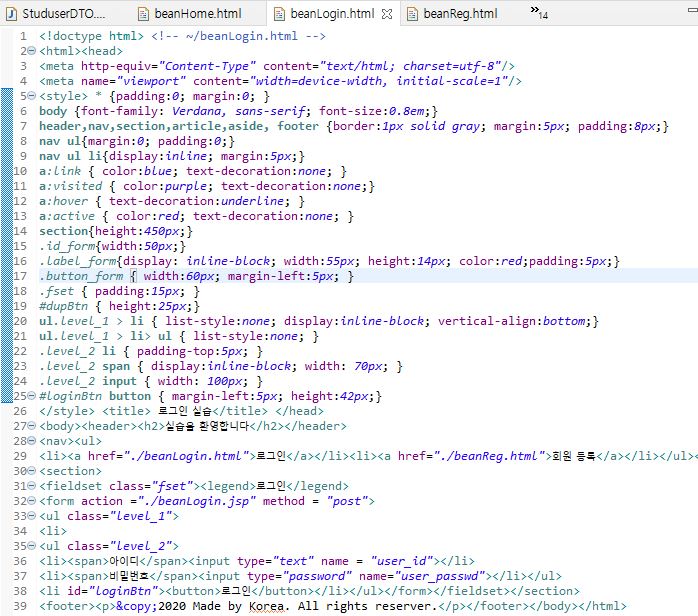 StuduserDTO....
beanHome.html
beanLogin.html
beanReg.html
»14
1 <!doctype html> <!-- ~/beanLogin.html -->
2 <html><head>
3 <meta http-equiv="Content-Type" content="text/html; charset=utf-8"/>
4 <meta name="viewport" content="width=device-width, initial-scale=1"/>
5 <style> * {padding:0; margin:0; }
6 body {font-family: Verdana, sans-serif; font-size:0.8em;}
7 header,nav,section,article,aside, footer {border:1px solid gray; margin:5px; padding:8px;}
8 nav ul{margin:0; padding:0;}
9 nav ul li{display:inline; margin:5px;}
10 a:link { color:blue; text-decoration:none; }
11 a:visited { color:purple; text-decoration:none;}
12 a:hover { text-decoration:underline; }
13 a:active { color:red; text-decoration:none; }
14 section{height:450px;}
15 .id_form{width:50px;}
16 .label_form{display: inline-block; width:55px; height:14px; color:red;padding:5px;}
17 .button_form { width:60px; margin-left:5px; }
18 .fset { padding:15px; }
19 #dupBtn { height:25px;}
20 ul.level_1 > li { list-style:none; display:inline-block; vertical-align:bottom;}
21 ul.level_1 > li> ul { list-style:none; }
22 .level_2 li { padding-top:5px; }
23 .level_2 span { display:inline-block; width: 70px; }
24 .level_2 input { width: 100px; }
25 #loginBtn button { margin-left:5px; height:42px;}
26 </style> <title> 로그인 실습</title> </head>
27 <body><header><h2>실습을 환영합니다</h2></header>
28 <nav><ul>
29 <li><a href="./beanLogin.html">로그인</a></li><li><a href="./beanReg.html">회원 등록</a></li></ul><
30 <section>
31 <fieldset class="fset"><legend>로그인</legend>
32 <form action ="./beanLogin.jsp" method = "post">
33 <ul class="level_1">
34 <li>
35 <ul class="level_2">
36 <li><span>아이디</span><input type="text" name = "user_id"></li>
37 <li><span>비밀번호</span><input type="password" name="user_passwd"></li></ul>
38 <li id="loginBtn"><button>로그인</button></li></ul></form></fieldset></section>
39 <footer><p>&copy;2020 Made by Korea. All rights reserver.</p></footer></body></html>